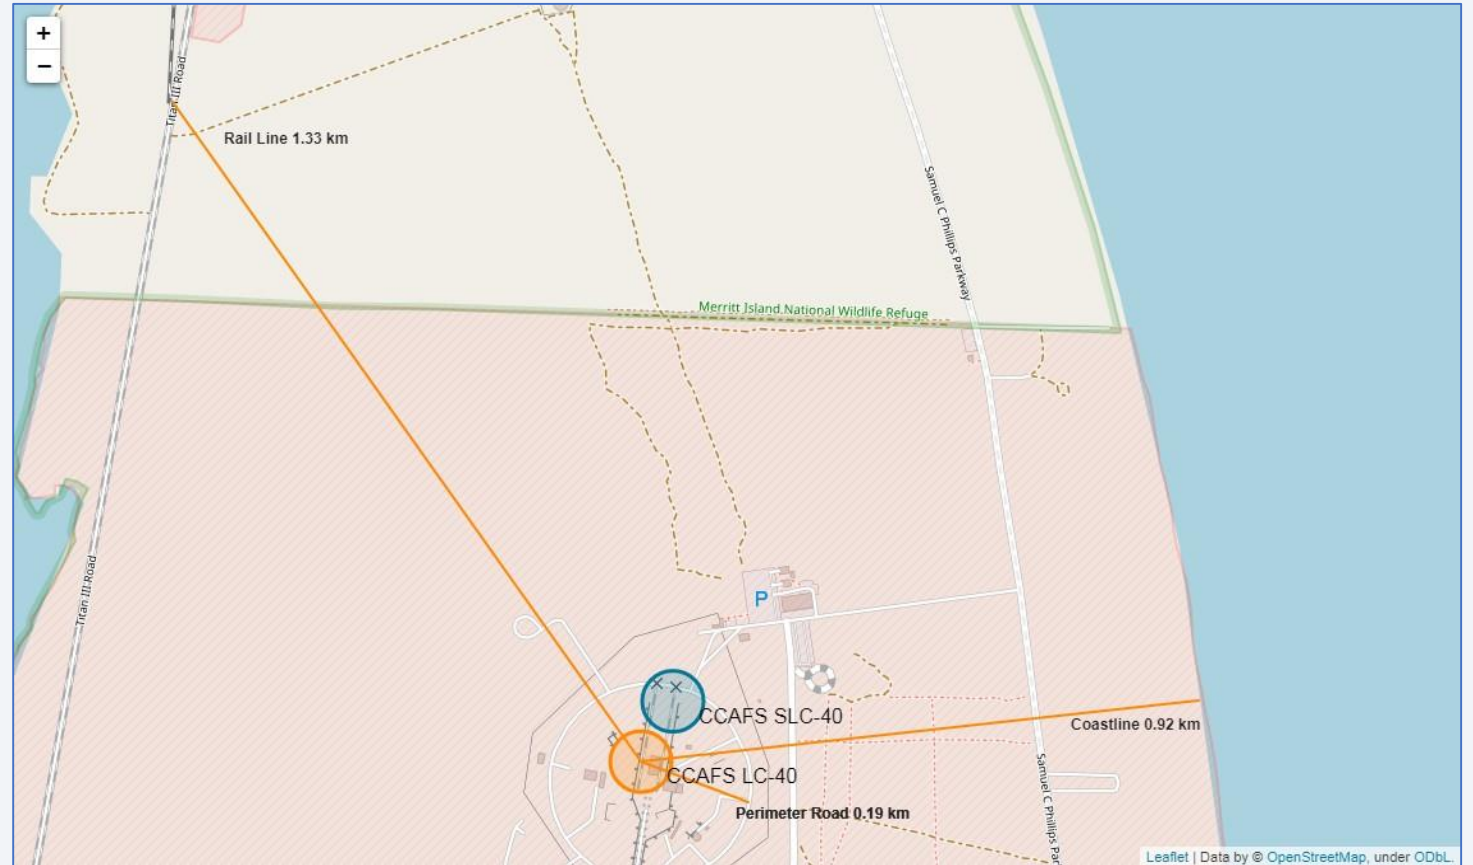 +
−
Titan III Road
Rail Line 1.33 km
Samuel C Phillips Parkway
Merritt Island National Wildlife Refuge
Titan III Road
P
CCAFS SLC-40
Coastline 0.92 km
CCAFS LC-40
Perimeter Road 0.19 km
Samuel C Phillips Par
Leaflet | Data by © OpenStreetMap, under ODbL.